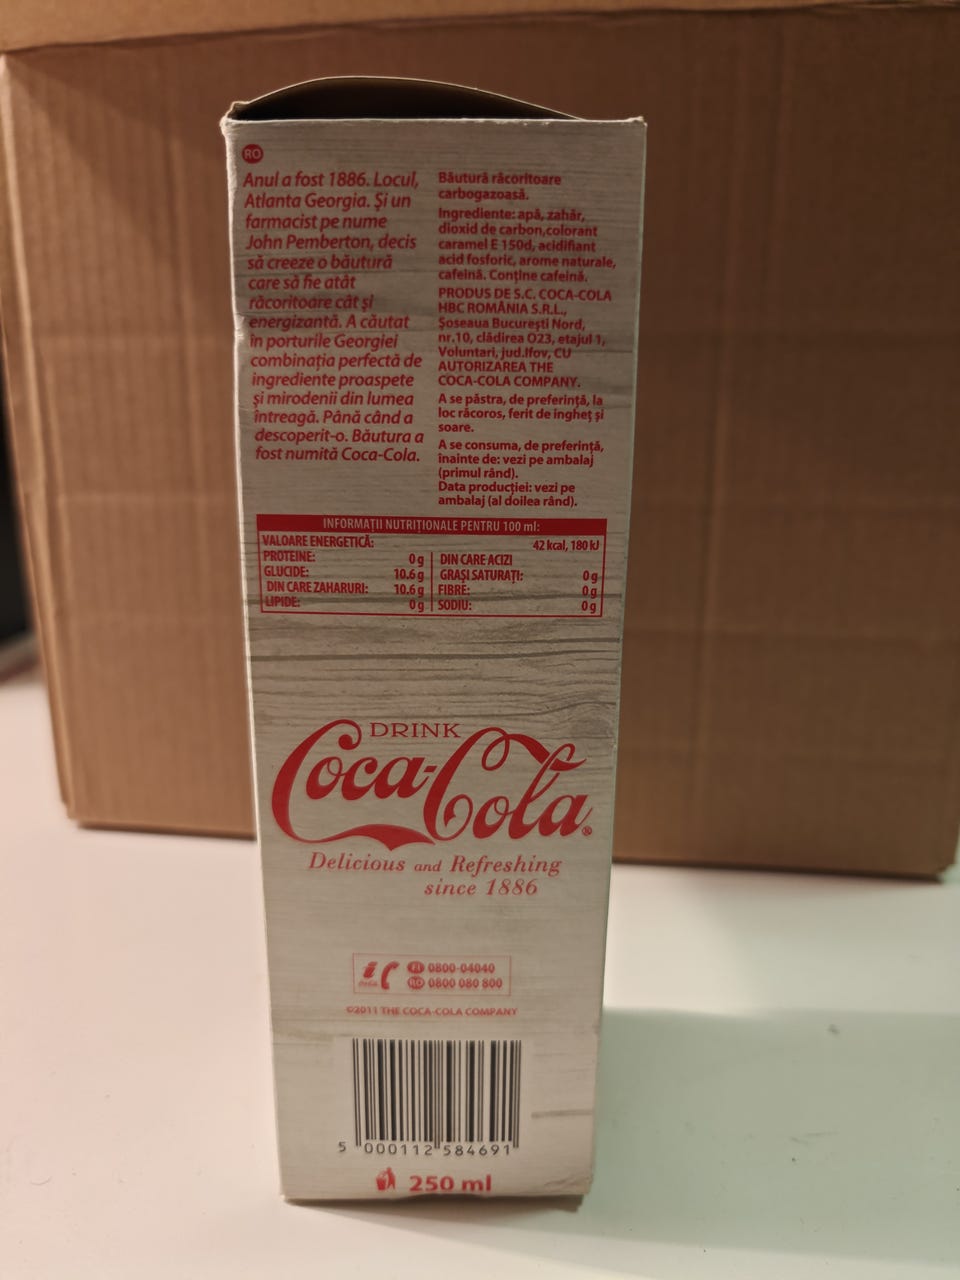 RO
Anul a fost 1886. Locul,
Atlanta Georgia. Și un
farmacist pe nume
John Pemberton, decis
să creeze o băutură
care să fie atât
răcoritoare cât și
energizantă. A căutat
în porturile Georgiei
combinația perfectă de
ingrediente proaspete
și mirodenii din lumea
întreagă. Până când a
descoperit-o. Băutura a
fost numită Coca-Cola.
Băutură răcoritoare
carbogazoasă.
Ingrediente: apă, zahăr,
dioxid de carbon,colorant
caramel E 150d, acidifiant
acid fosforic, arome naturale,
cafeină. Conține cafeină.
PRODUS DE S.C. COCA-COLA
HBC ROMÂNIA S.R.L.,
Șoseaua București Nord,
nr.10, clădirea O23, etajul 1,
Voluntari, jud.Ilfov, CU
AUTORIZAREA THE
COCA-COLA COMPANY.
A se păstra, de preferință, la
loc răcoros, ferit de îngheț și
soare.
A se consuma, de preferință,
înainte de: vezi pe ambalaj
(primul rând).
Data producției: vezi pe
ambalaj (al doilea rând).
INFORMAȚII NUTRIȚIONALE PENTRU 100 ml:
VALOARE ENERGETICĂ: 42 kcal, 180 kJ
PROTEINE: 0 g
GLUCIDE: 10.6 g
DIN CARE ZAHARURI: 10.6 g
LIPIDE: 0 g
DIN CARE ACIZI
GRAȘI SATURAȚI: 0 g
FIBRE: 0 g
SODIU: 0 g
DRINK
Coca-Cola®
Delicious and Refreshing
since 1886
0800-04040
RO 0800 080 800
©2011 THE COCA-COLA COMPANY
5 000112 584691
250 ml